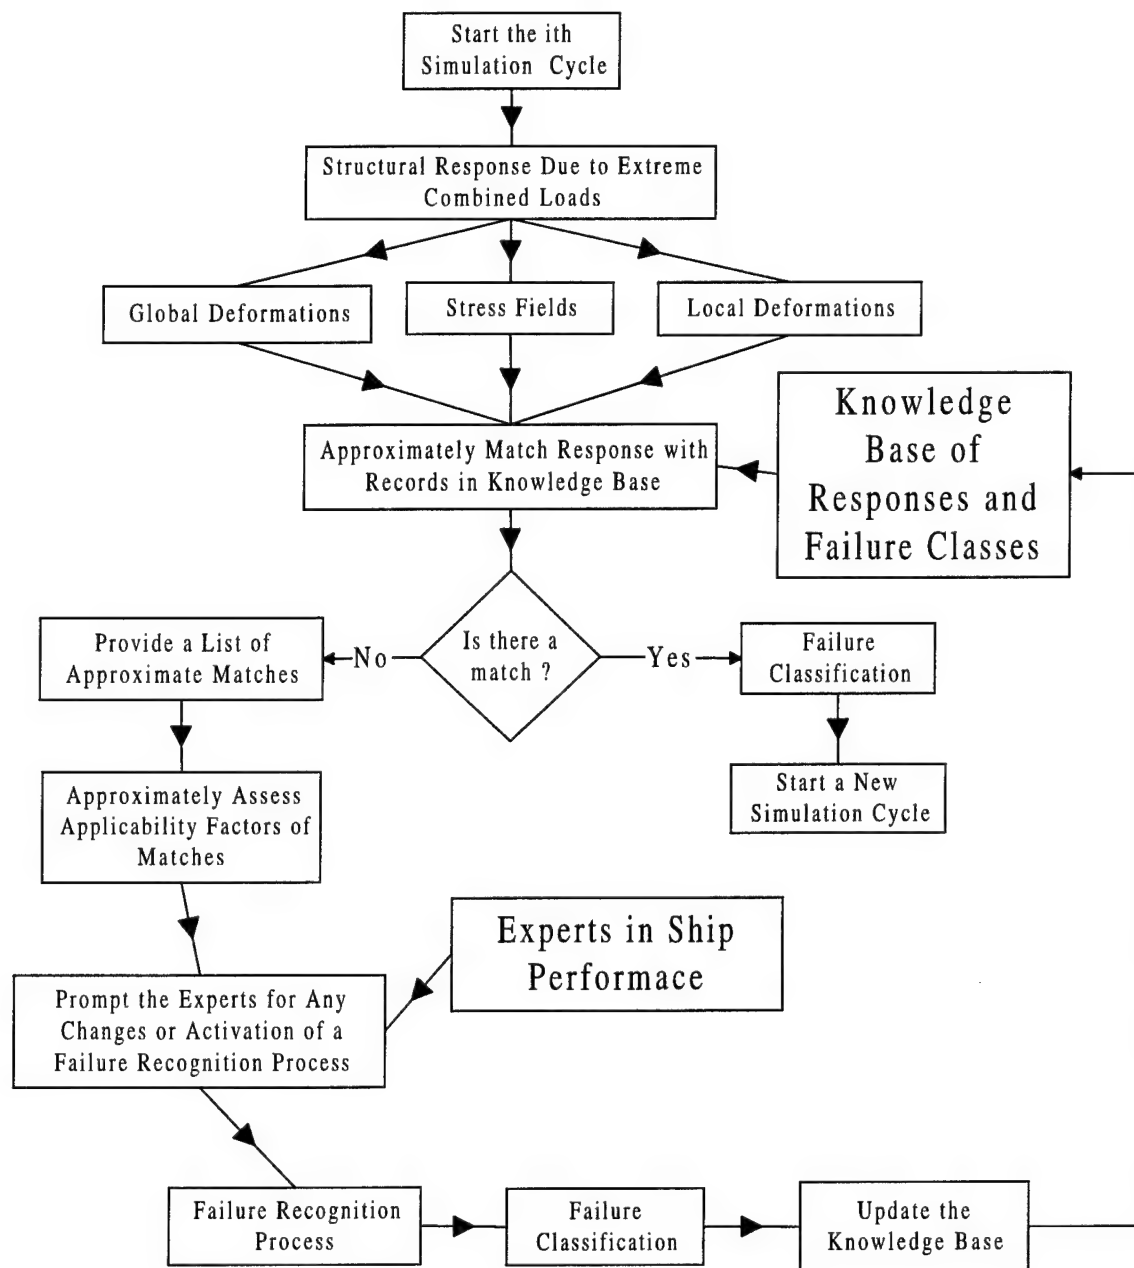 Start the ith
Simulation Cycle
Structural Response Due to Extreme
Combined Loads
Global Deformations
Stress Fields
Local Deformations
Approximately Match Response with
Records in Knowledge Base
Knowledge
Base of
Responses and
Failure Classes
Is there a
match ?
No
Yes
Provide a List of
Approximate Matches
Failure
Classification
Start a New
Simulation Cycle
Approximately Assess
Applicability Factors of
Matches
Experts in Ship
Performace
Prompt the Experts for Any
Changes or Activation of a
Failure Recognition Process
Failure Recognition
Process
Failure
Classification
Update the
Knowledge Base